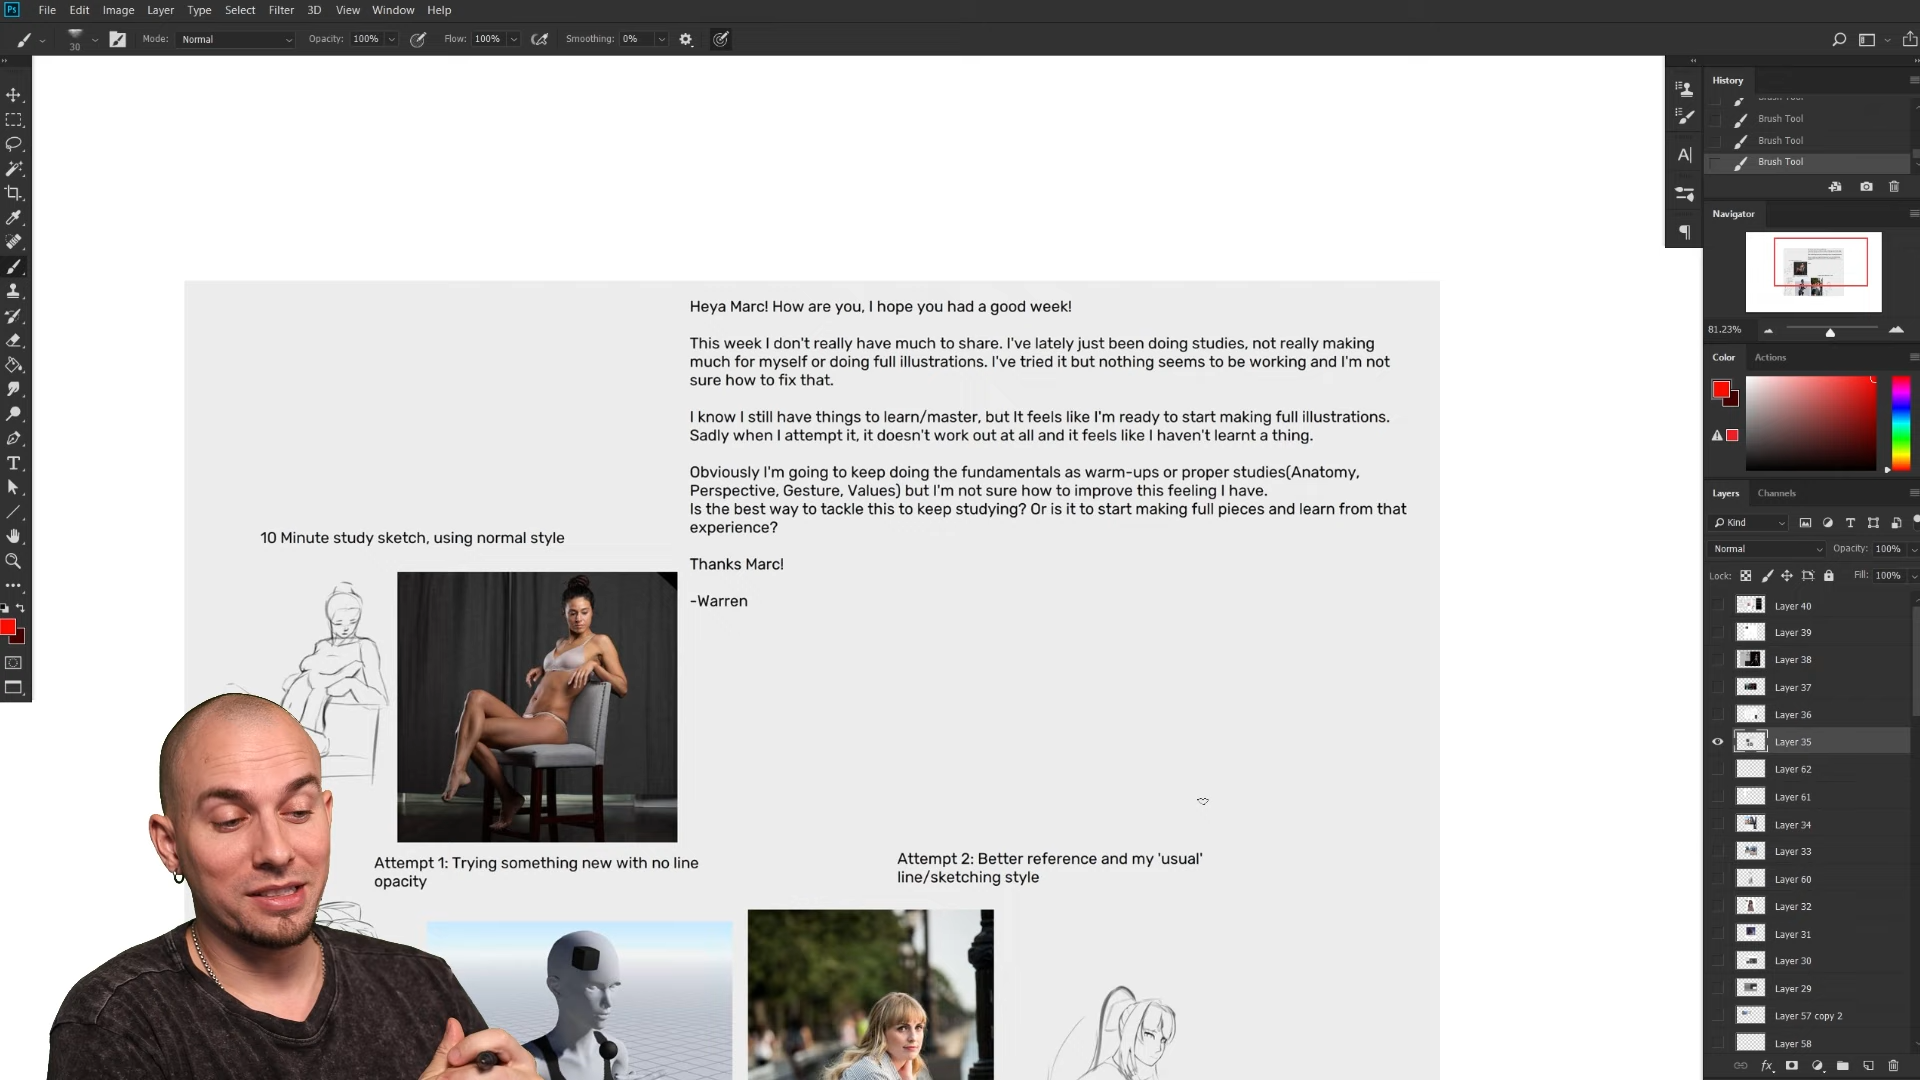 Ps File Edit Image Layer Type Select Filter 3D View Window Help
30 Mode: Normal Opacity: 100% Flow: 100% Smoothing: 0%
History
Brush Tool
Brush Tool
Brush Tool
Brush Tool
Navigator
81.23%
Color Actions
Layers Channels
Kind
Normal Opacity: 100%
Lock: Fill: 100%
Layer 40
Layer 39
Layer 38
Layer 37
Layer 36
Layer 35
Layer 62
Layer 61
Layer 34
Layer 33
Layer 60
Layer 32
Layer 31
Layer 30
Layer 29
Layer 57 copy 2
Layer 58
fx
Heya Marc! How are you, I hope you had a good week!
This week I don't really have much to share. I've lately just been doing studies, not really making
much for myself or doing full illustrations. I've tried it but nothing seems to be working and I'm not
sure how to fix that.
I know I still have things to learn/master, but It feels like I'm ready to start making full illustrations.
Sadly when I attempt it, it doesn't work out at all and it feels like I haven't learnt a thing.
Obviously I'm going to keep doing the fundamentals as warm-ups or proper studies(Anatomy,
Perspective, Gesture, Values) but I'm not sure how to improve this feeling I have.
Is the best way to tackle this to keep studying? Or is it to start making full pieces and learn from that
experience?
Thanks Marc!
-Warren
10 Minute study sketch, using normal style
Attempt 1: Trying something new with no line
opacity
Attempt 2: Better reference and my 'usual'
line/sketching style